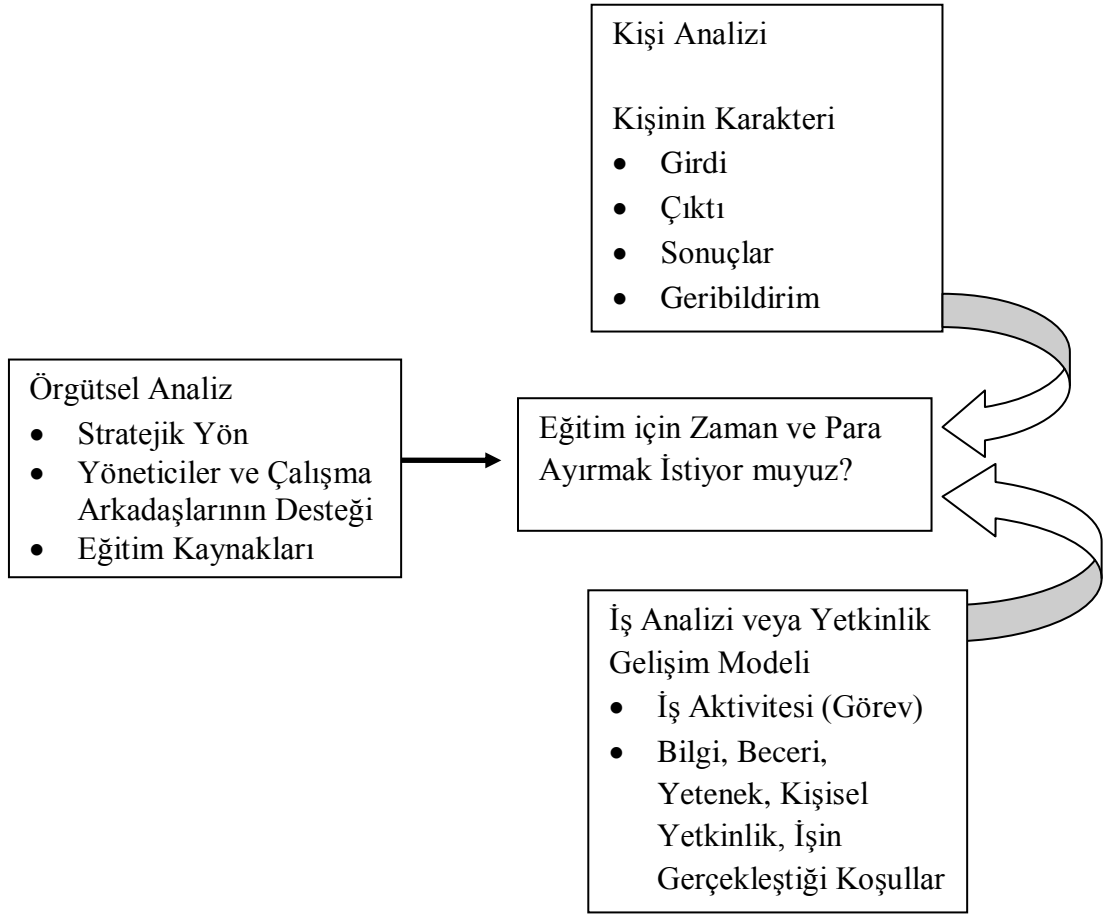 Kişi Analizi
Kişinin Karakteri
• Girdi
• Çıktı
• Sonuçlar
• Geribildirim
Örgütsel Analiz
• Stratejik Yön
• Yöneticiler ve Çalışma
Arkadaşlarının Desteği
• Eğitim Kaynakları
Eğitim için Zaman ve Para
Ayırmak İstiyor muyuz?
İş Analizi veya Yetkinlik
Gelişim Modeli
• İş Aktivitesi (Görev)
• Bilgi, Beceri,
Yetenek, Kişisel
Yetkinlik, İşin
Gerçekleştiği Koşullar